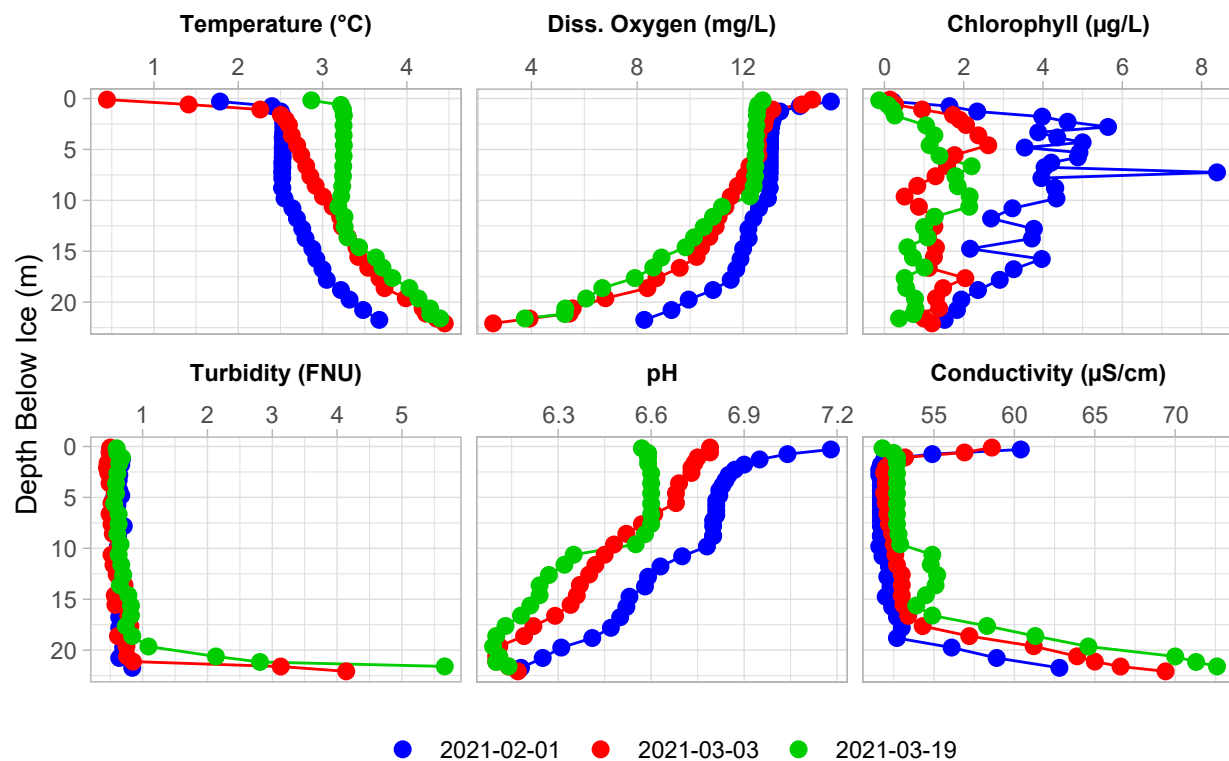 Temperature (°C) Diss. Oxygen (mg/L) Chlorophyll (µg/L)
1 2 3 4 4 8 12 0 2 4 6 8
0
5
10
15
20
Turbidity (FNU) pH Conductivity (µS/cm)
1 2 3 4 5 6.3 6.6 6.9 7.2 55 60 65 70
0
5
10
15
20
Depth Below Ice (m)
2021-02-01 2021-03-03 2021-03-19